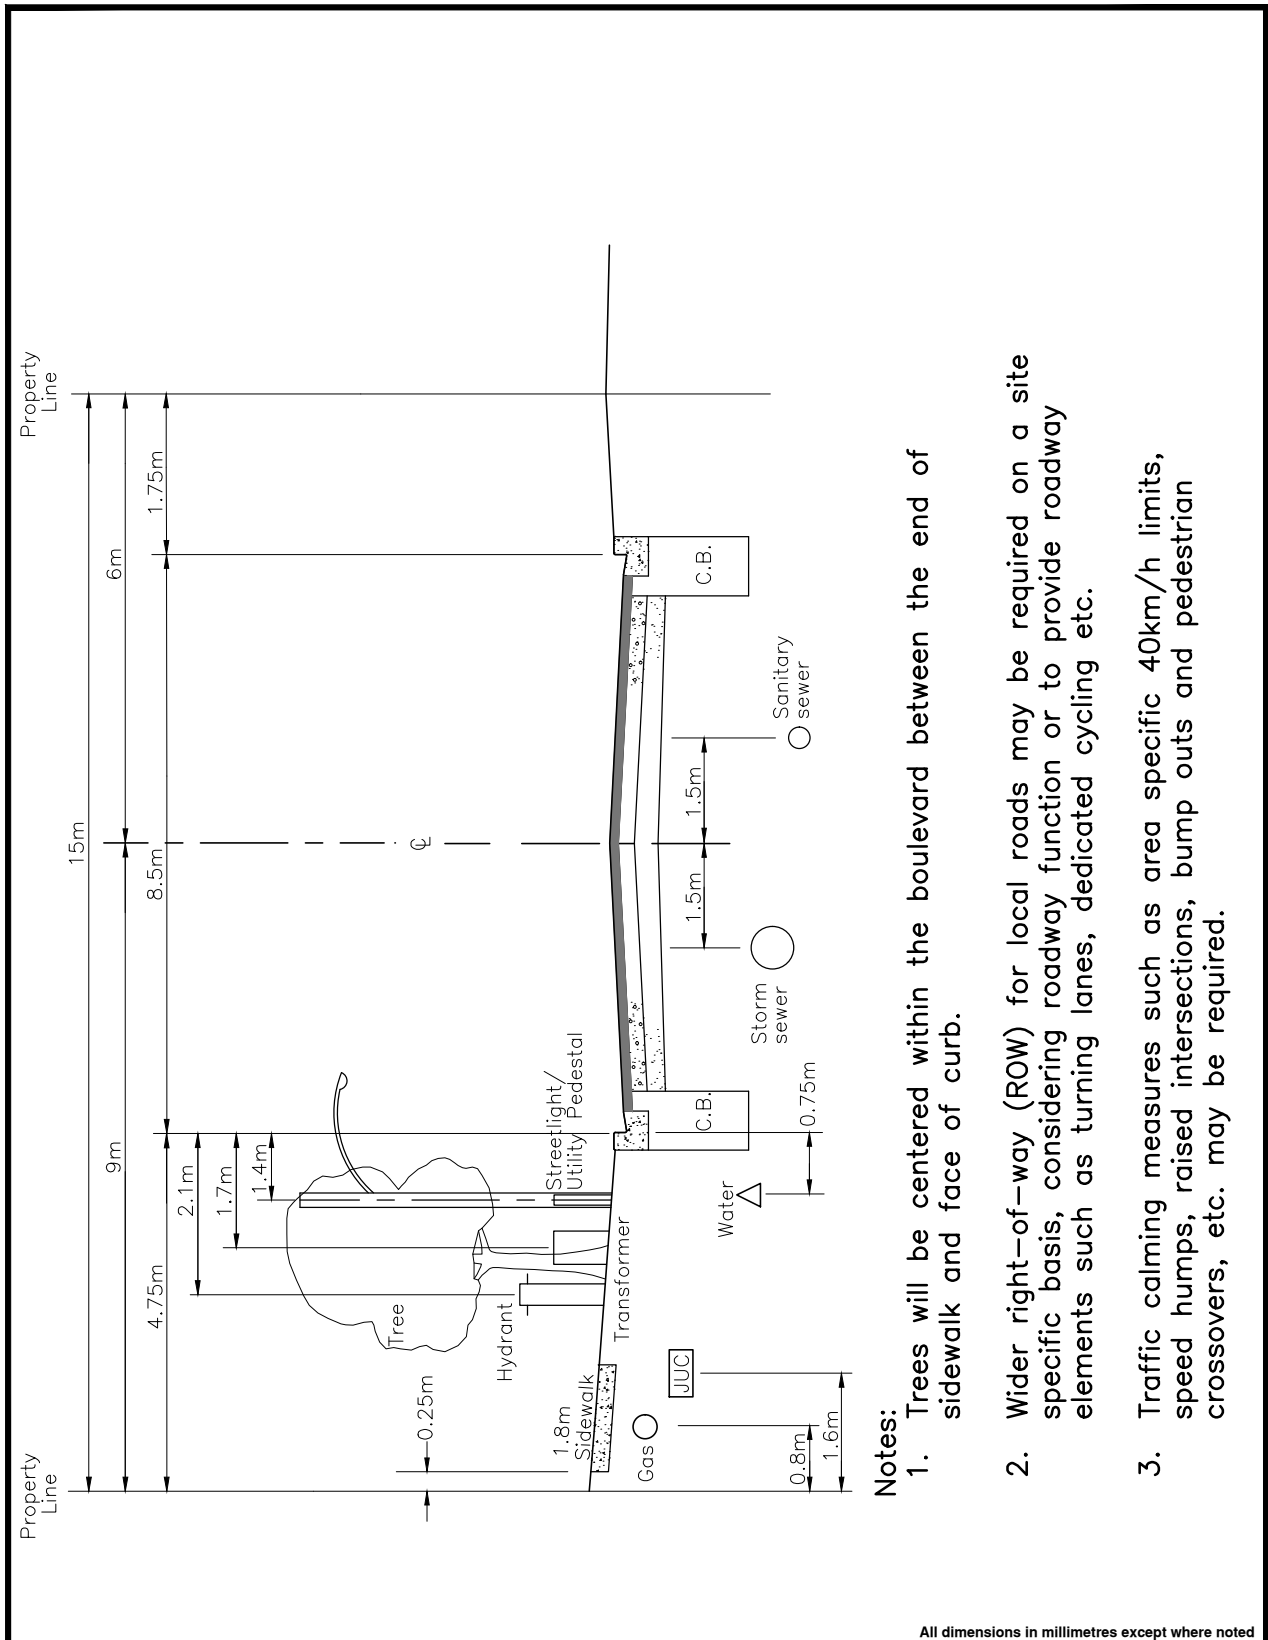 Property
Line
Property
Line
15m
9m
6m
4.75m
8.5m
1.75m
2.1m
1.7m
1.4m
0.25m
℄
Tree
Hydrant
Streetlight/
Utility Pedestal
1.8m
Sidewalk
Transformer
Gas
JUC
Water
C.B.
C.B.
1.5m
1.5m
Storm
sewer
Sanitary
sewer
0.8m
1.6m
0.75m
Notes:
1. Trees will be centered within the boulevard between the end of
sidewalk and face of curb.
2. Wider right-of-way (ROW) for local roads may be required on a site
specific basis, considering roadway function or to provide roadway
elements such as turning lanes, dedicated cycling etc.
3. Traffic calming measures such as area specific 40km/h limits,
speed humps, raised intersections, bump outs and pedestrian
crossovers, etc. may be required.
All dimensions in millimetres except where noted